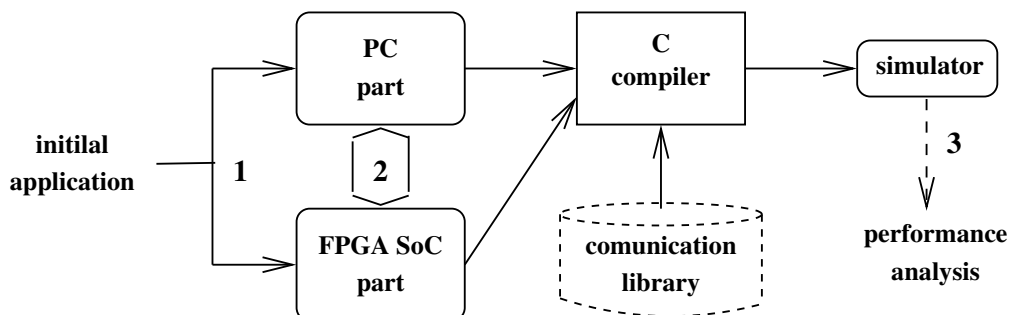 initilal
application
1
PC
part
2
FPGA SoC
part
C
compiler
comunication
library
simulator
3
performance
analysis